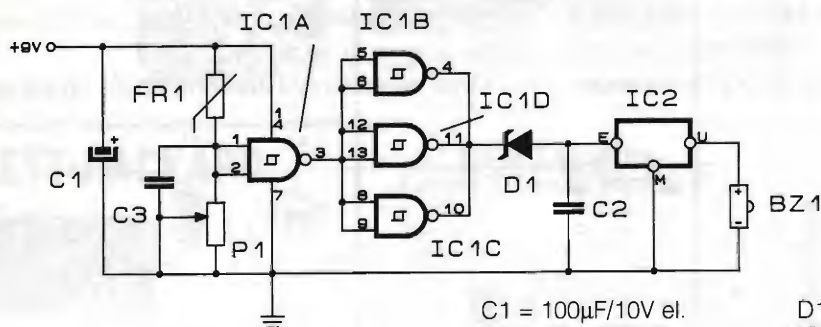 IC1A
IC1B
+9V
FR1
1
4
1
2
3
7
C1
+
C3
P1
5
6
4
12
13
11
8
9
10
IC1D
IC1C
D1
C2
IC2
E
U
M
+
-
BZ1
C1 = 100µF/10V el.
D1